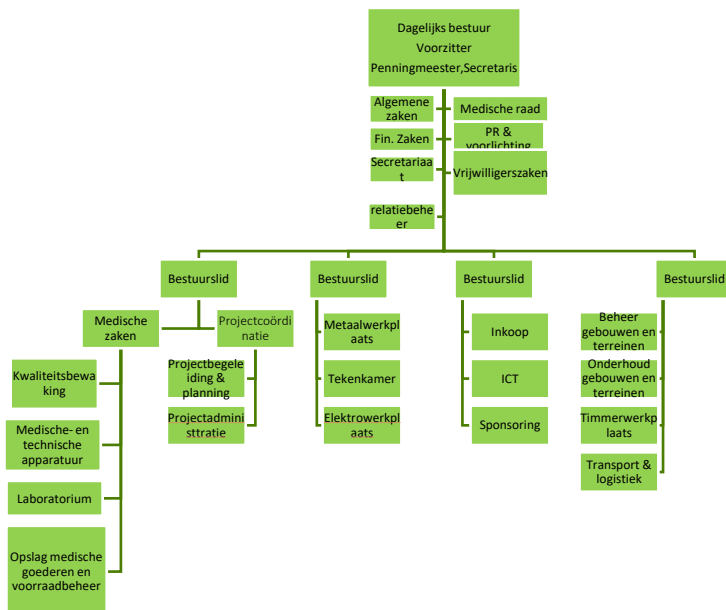 Dagelijks bestuur
Voorzitter
Penningmeester,Secretaris
Algemene
zaken
Medische raad
Fin. Zaken
PR &
voorlichting
Secretariaa
t
Vrijwilligerszaken
relatiebehe
er
Bestuurslid
Bestuurslid
Bestuurslid
Bestuurslid
Medische
zaken
Projectcoördi
natie
Kwaliteitsbewa
king
Medische- en
technische
apparatuur
Laboratorium
Opslag medische
goederen en
voorraadbeheer
Projectbegele
iding &
planning
Projectadmini
sttratie
Metaalwerkpl
aats
Tekenkamer
Elektrowerkpl
aats
Inkoop
ICT
Sponsoring
Beheer
gebouwen en
terreinen
Onderhoud
gebouwen en
terreinen
Timmerwerkp
laats
Transport &
logistiek